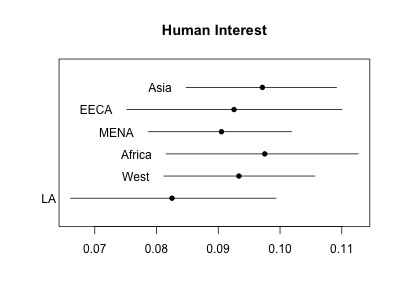 Human Interest
Asia
EECA
MENA
Africa
West
LA
0.07 0.08 0.09 0.10 0.11